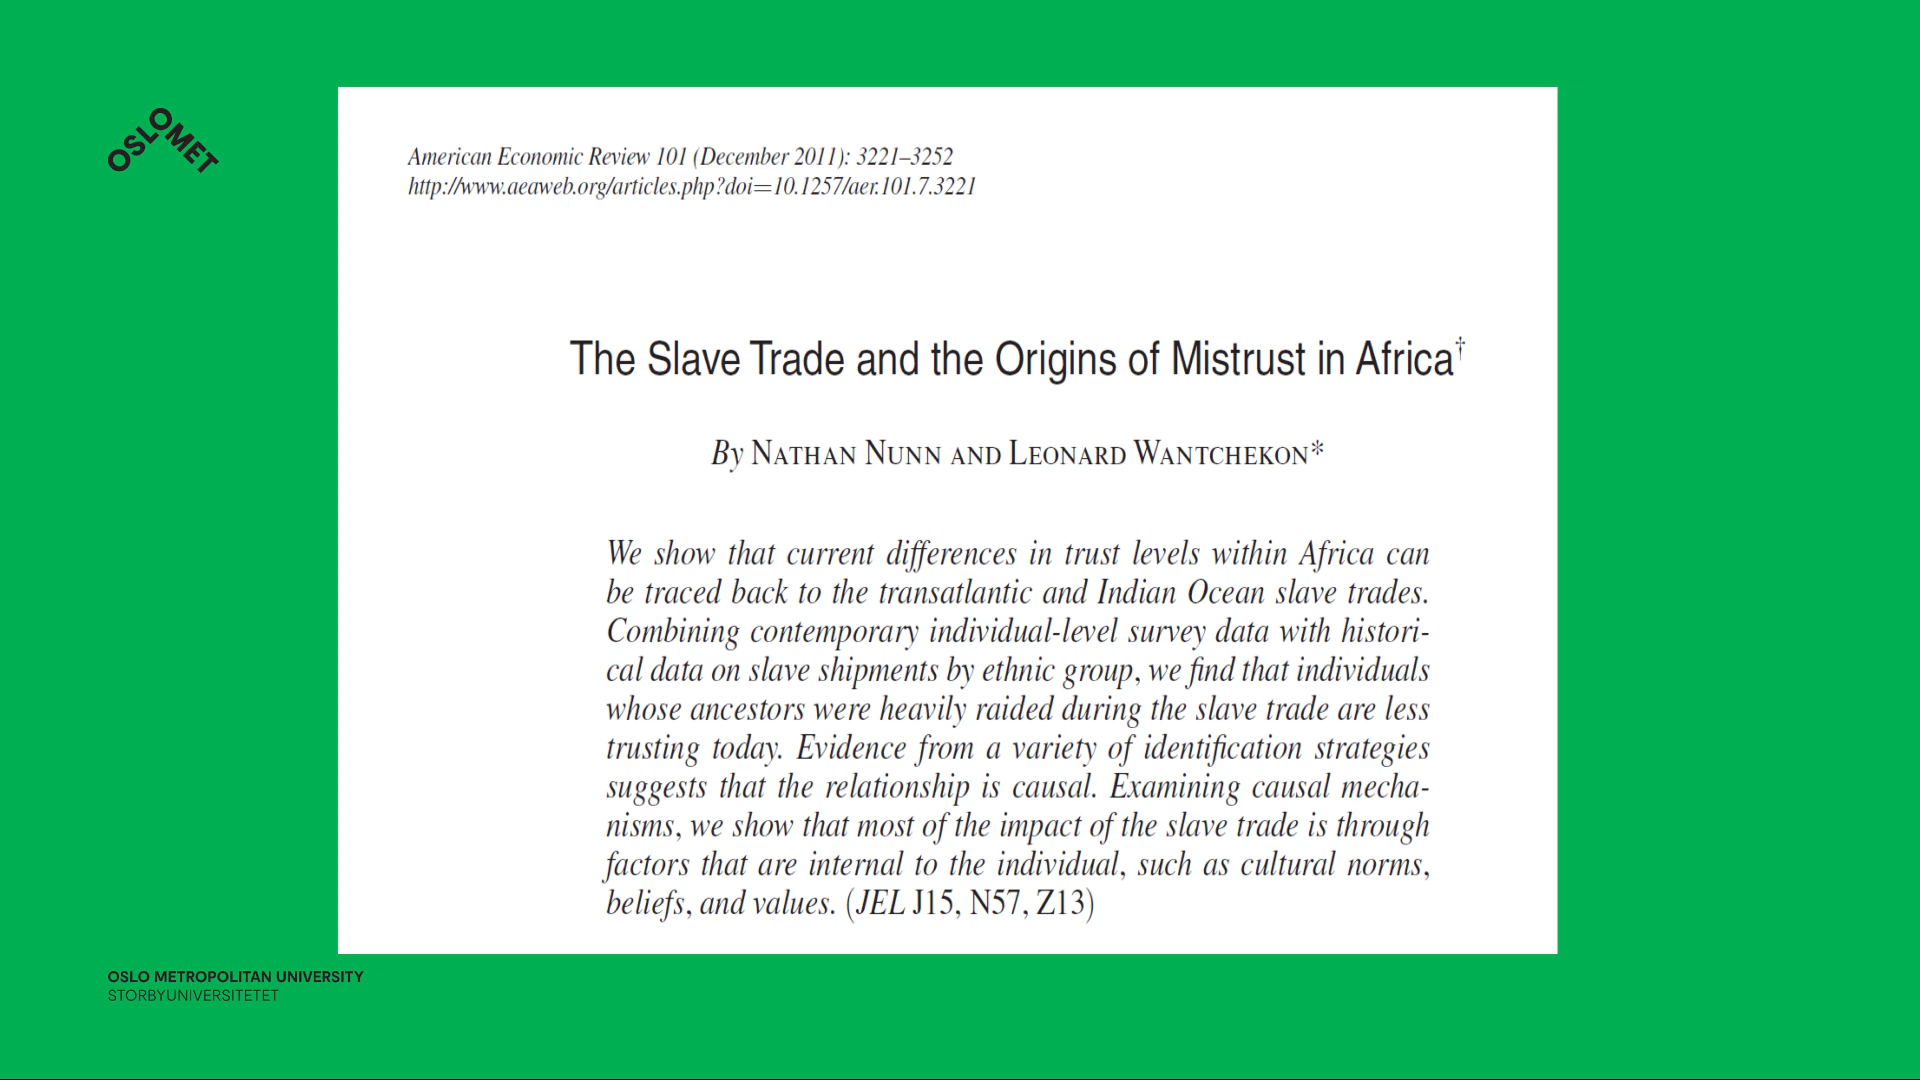 OSLOMET
American Economic Review 101 (December 2011): 3221–3252
http://www.aeaweb.org/articles.php?doi=10.1257/aer.101.7.3221
The Slave Trade and the Origins of Mistrust in Africa†
By Nathan Nunn and Leonard Wantchekon*
We show that current differences in trust levels within Africa can
be traced back to the transatlantic and Indian Ocean slave trades.
Combining contemporary individual-level survey data with histori-
cal data on slave shipments by ethnic group, we find that individuals
whose ancestors were heavily raided during the slave trade are less
trusting today. Evidence from a variety of identification strategies
suggests that the relationship is causal. Examining causal mecha-
nisms, we show that most of the impact of the slave trade is through
factors that are internal to the individual, such as cultural norms,
beliefs, and values. (JEL J15, N57, Z13)
OSLO METROPOLITAN UNIVERSITY
STORBYUNIVERSITETET